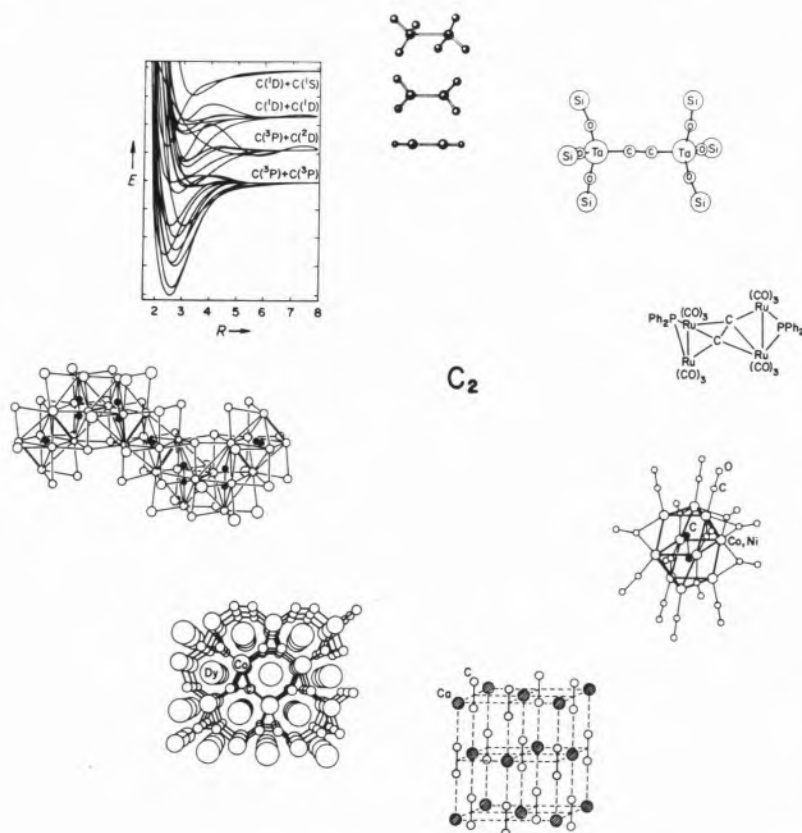 C(¹D)+C(¹S)
C(¹D)+C(¹D)
C(³P)+C(²D)
C(³P)+C(³P)
E
2 3 4 5 6 7 8
R
Si Si
O O
Si O Ta C C Ta O Si
O O
Si Si
(CO)₃
Ph₂P (CO)₃ Ru
Ru C PPh₂
C
Ru Ru
(CO)₃ (CO)₃
C₂
O
C
C
Co,Ni
Dy Co
C
C
Ca